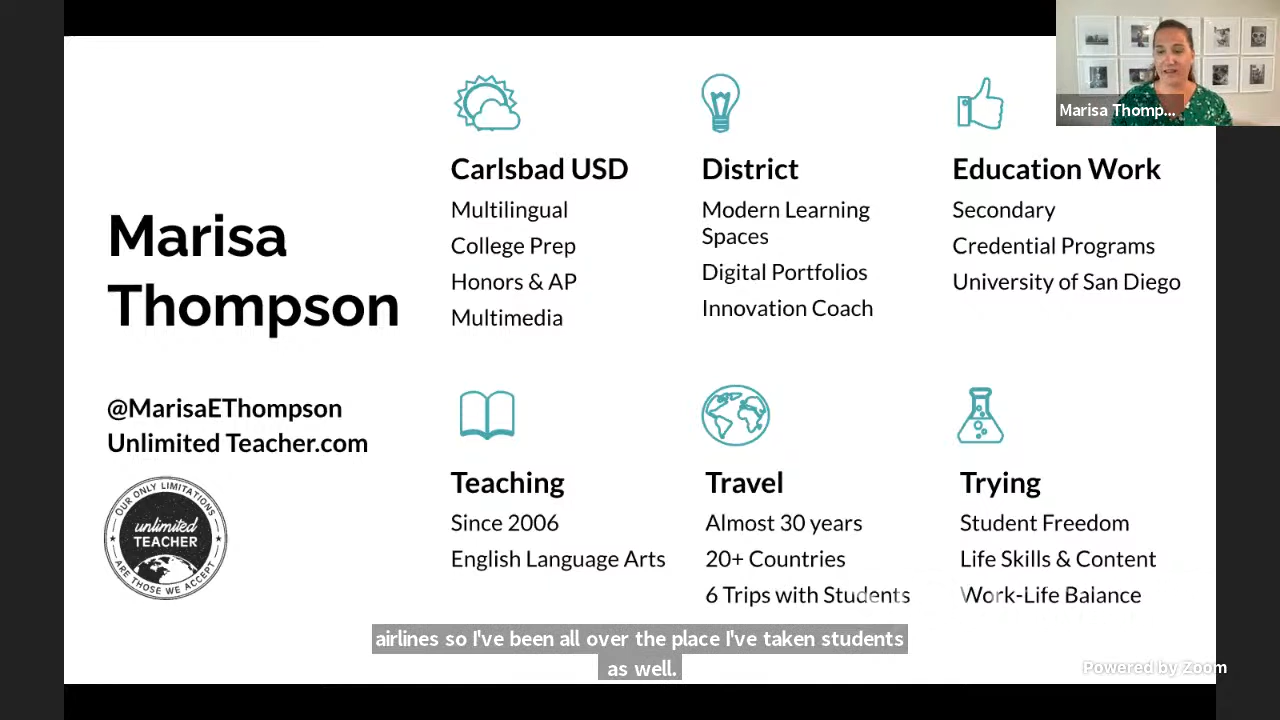 Marisa Thomp...
Marisa
Thompson
@MarisaEThompson
Unlimited Teacher.com
OUR ONLY LIMITATIONS
unlimited
TEACHER
ARE THOSE WE ACCEPT
Carlsbad USD
Multilingual
College Prep
Honors & AP
Multimedia
District
Modern Learning
Spaces
Digital Portfolios
Innovation Coach
Education Work
Secondary
Credential Programs
University of San Diego
Teaching
Since 2006
English Language Arts
Travel
Almost 30 years
20+ Countries
6 Trips with Students
Trying
Student Freedom
Life Skills & Content
Work-Life Balance
airlines so I've been all over the place I've taken students
as well.
Powered by Zoom